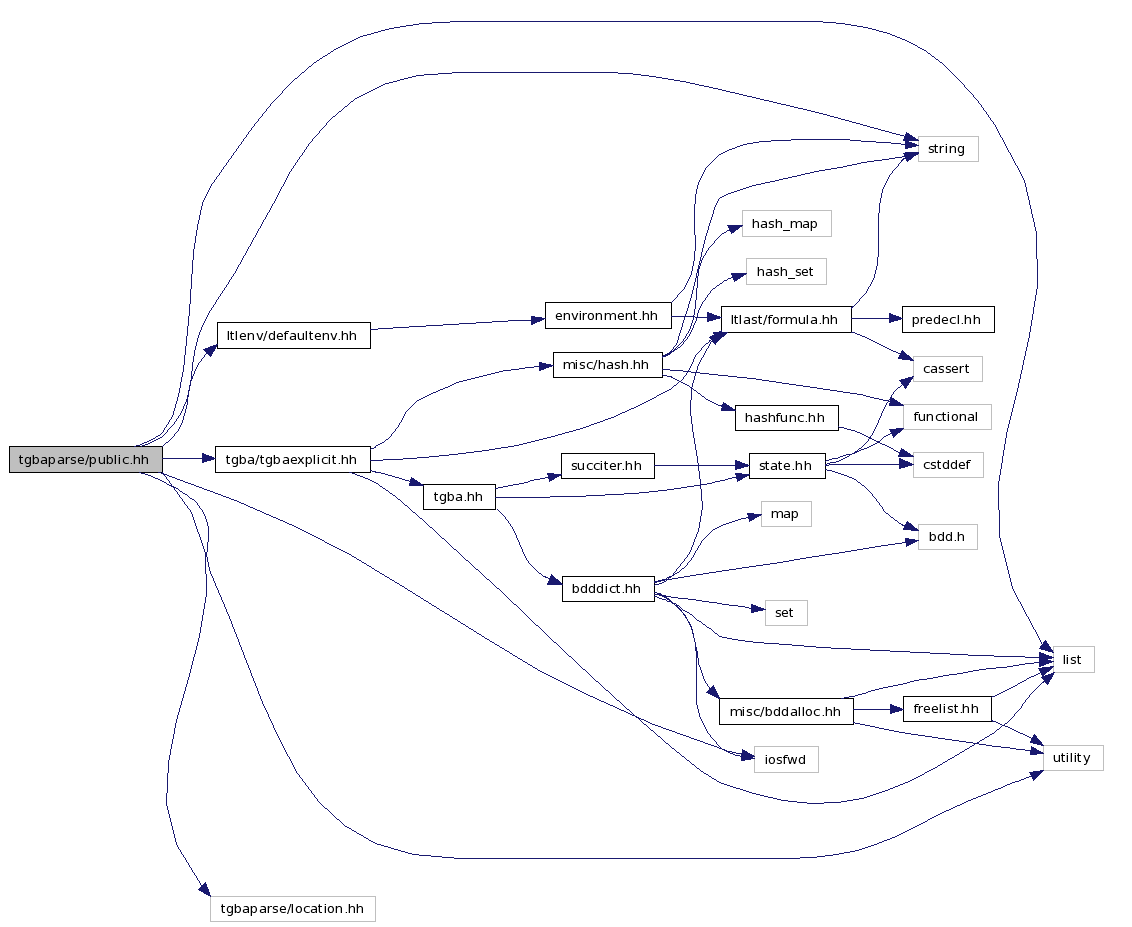 string
hash_map
hash_set
environment.hh
ltlast/formula.hh
predecl.hh
ltlenv/defaultenv.hh
misc/hash.hh
cassert
hashfunc.hh
functional
tgbaparse/public.hh
tgba/tgbaexplicit.hh
succiter.hh
state.hh
cstddef
tgba.hh
map
bdd.h
bdddict.hh
set
list
misc/bddalloc.hh
freelist.hh
iosfwd
utility
tgbaparse/location.hh